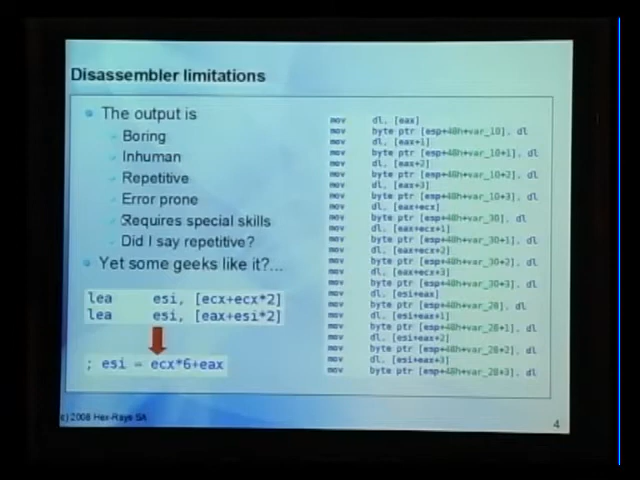 Disassembler limitations
The output is
Boring
Inhuman
Repetitive
Error prone
Requires special skills
Did I say repetitive?
Yet some geeks like it?...
lea esi, [ecx+ecx*2]
lea esi, [eax+esi*2]
; esi = ecx*6+eax
mov dl, [eax]
mov byte ptr [esp+48h+var_10], dl
mov dl, [eax+1]
mov byte ptr [esp+48h+var_10+1], dl
mov dl, [eax+2]
mov byte ptr [esp+48h+var_10+2], dl
mov dl, [eax+3]
mov byte ptr [esp+48h+var_10+3], dl
mov dl, [eax+ecx]
mov byte ptr [esp+48h+var_30], dl
mov dl, [eax+ecx+1]
mov byte ptr [esp+48h+var_30+1], dl
mov dl, [eax+ecx+2]
mov byte ptr [esp+48h+var_30+2], dl
mov dl, [eax+ecx+3]
mov byte ptr [esp+48h+var_30+3], dl
mov dl, [esi+eax]
mov byte ptr [esp+48h+var_20], dl
mov dl, [esi+eax+1]
mov byte ptr [esp+48h+var_20+1], dl
mov dl, [esi+eax+2]
mov byte ptr [esp+48h+var_20+2], dl
mov dl, [esi+eax+3]
mov byte ptr [esp+48h+var_20+3], dl
(c) 2008 Hex-Rays SA
4